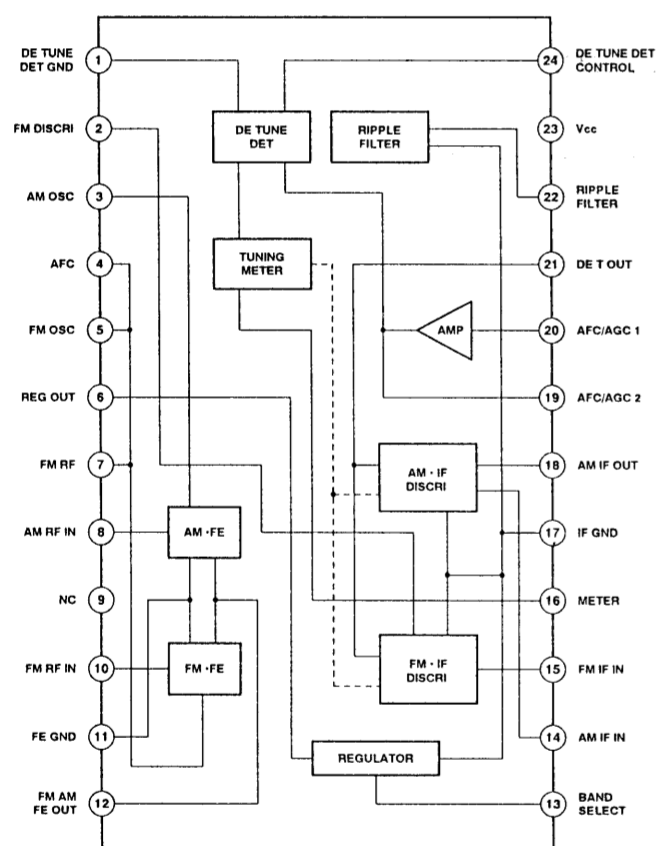 DE TUNE
DET GND
1
FM DISCRI
2
AM OSC
3
AFC
4
FM OSC
5
REG OUT
6
FM RF
7
AM RF IN
8
NC
9
FM RF IN
10
FE GND
11
FM AM
FE OUT
12
DE TUNE
DET
RIPPLE
FILTER
TUNING
METER
AMP
AM · IF
DISCRI
AM · FE
FM · FE
FM · IF
DISCRI
REGULATOR
24
DE TUNE DET
CONTROL
23
Vcc
22
RIPPLE
FILTER
21
DE T OUT
20
AFC/AGC 1
19
AFC/AGC 2
18
AM IF OUT
17
IF GND
16
METER
15
FM IF IN
14
AM IF IN
13
BAND
SELECT